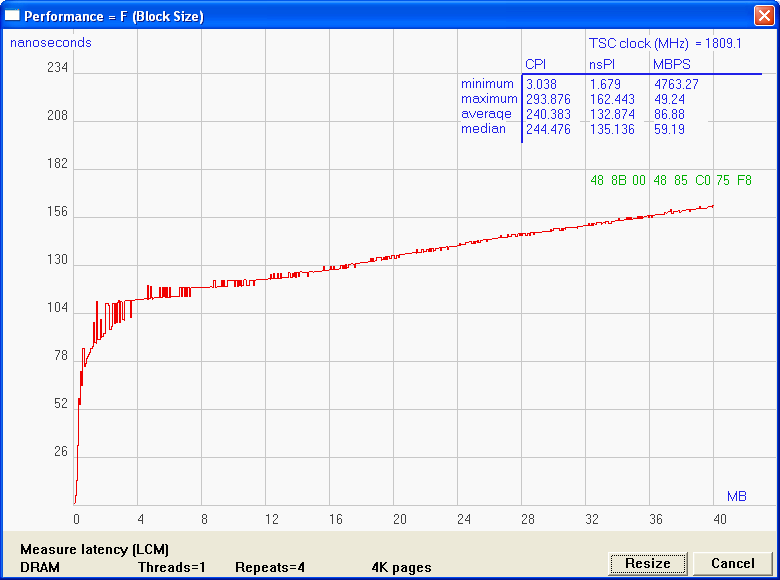 Performance = F (Block Size)
nanoseconds
TSC clock (MHz) = 1809.1
CPI nsPI MBPS
minimum 3.038 1.679 4763.27
maximum 293.876 162.443 49.24
average 240.383 132.874 86.88
median 244.476 135.136 59.19
48 8B 00 48 85 C0 75 F8
234
208
182
156
130
104
78
52
26
MB
0 4 8 12 16 20 24 28 32 36 40
Measure latency (LCM)
DRAM Threads=1 Repeats=4 4K pages
Resize Cancel